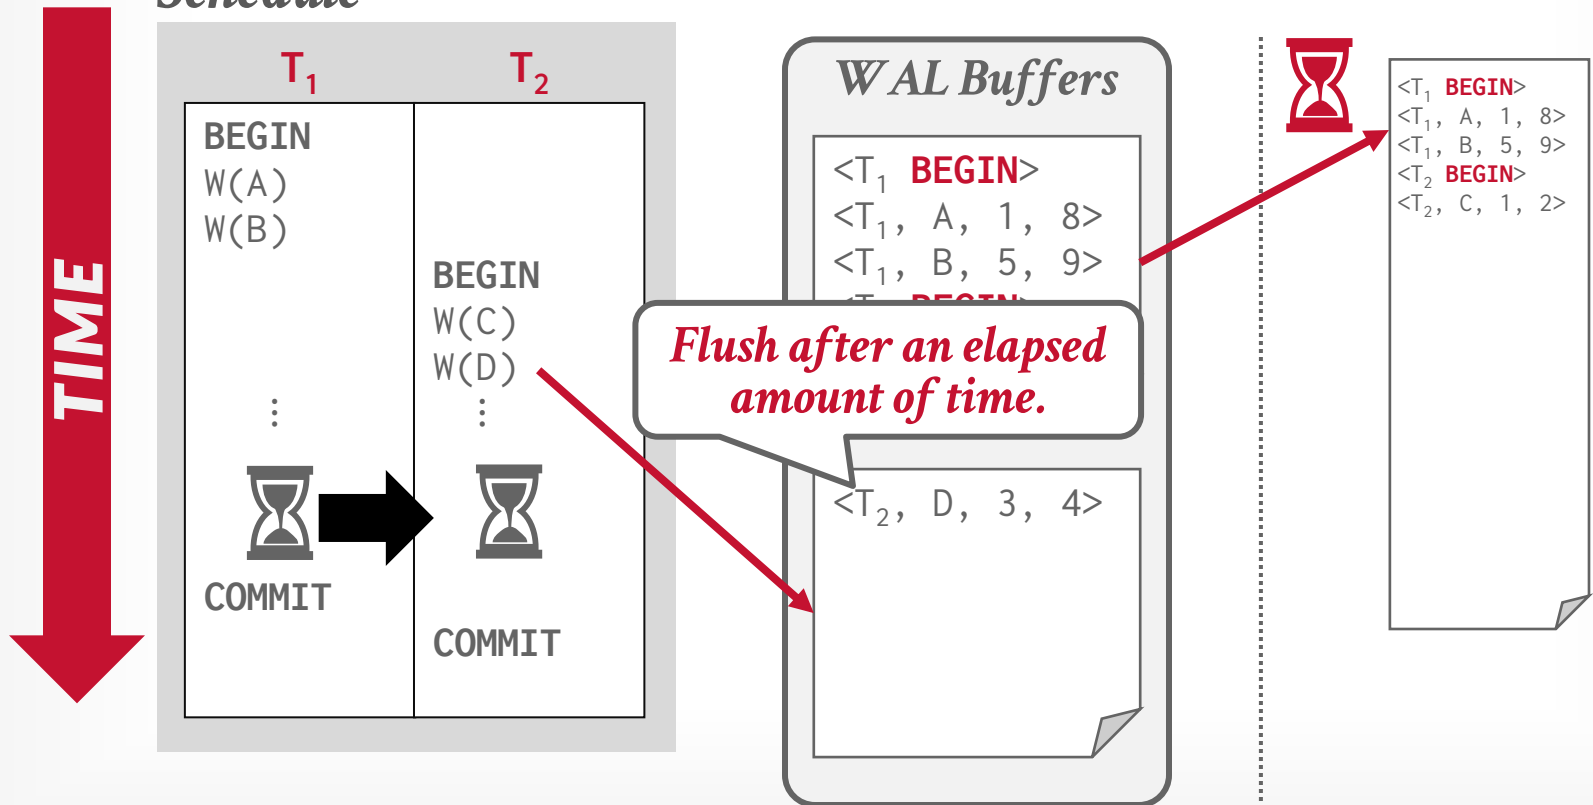 Schedule
TIME
T₁ T₂
BEGIN
W(A)
W(B)
BEGIN
W(C)
W(D)
⋮ ⋮
COMMIT
COMMIT
WAL Buffers
<T₁ BEGIN>
<T₁, A, 1, 8>
<T₁, B, 5, 9>
BEGIN>
Flush after an elapsed
amount of time.
<T₂, D, 3, 4>
<T₁ BEGIN>
<T₁, A, 1, 8>
<T₁, B, 5, 9>
<T₂ BEGIN>
<T₂, C, 1, 2>